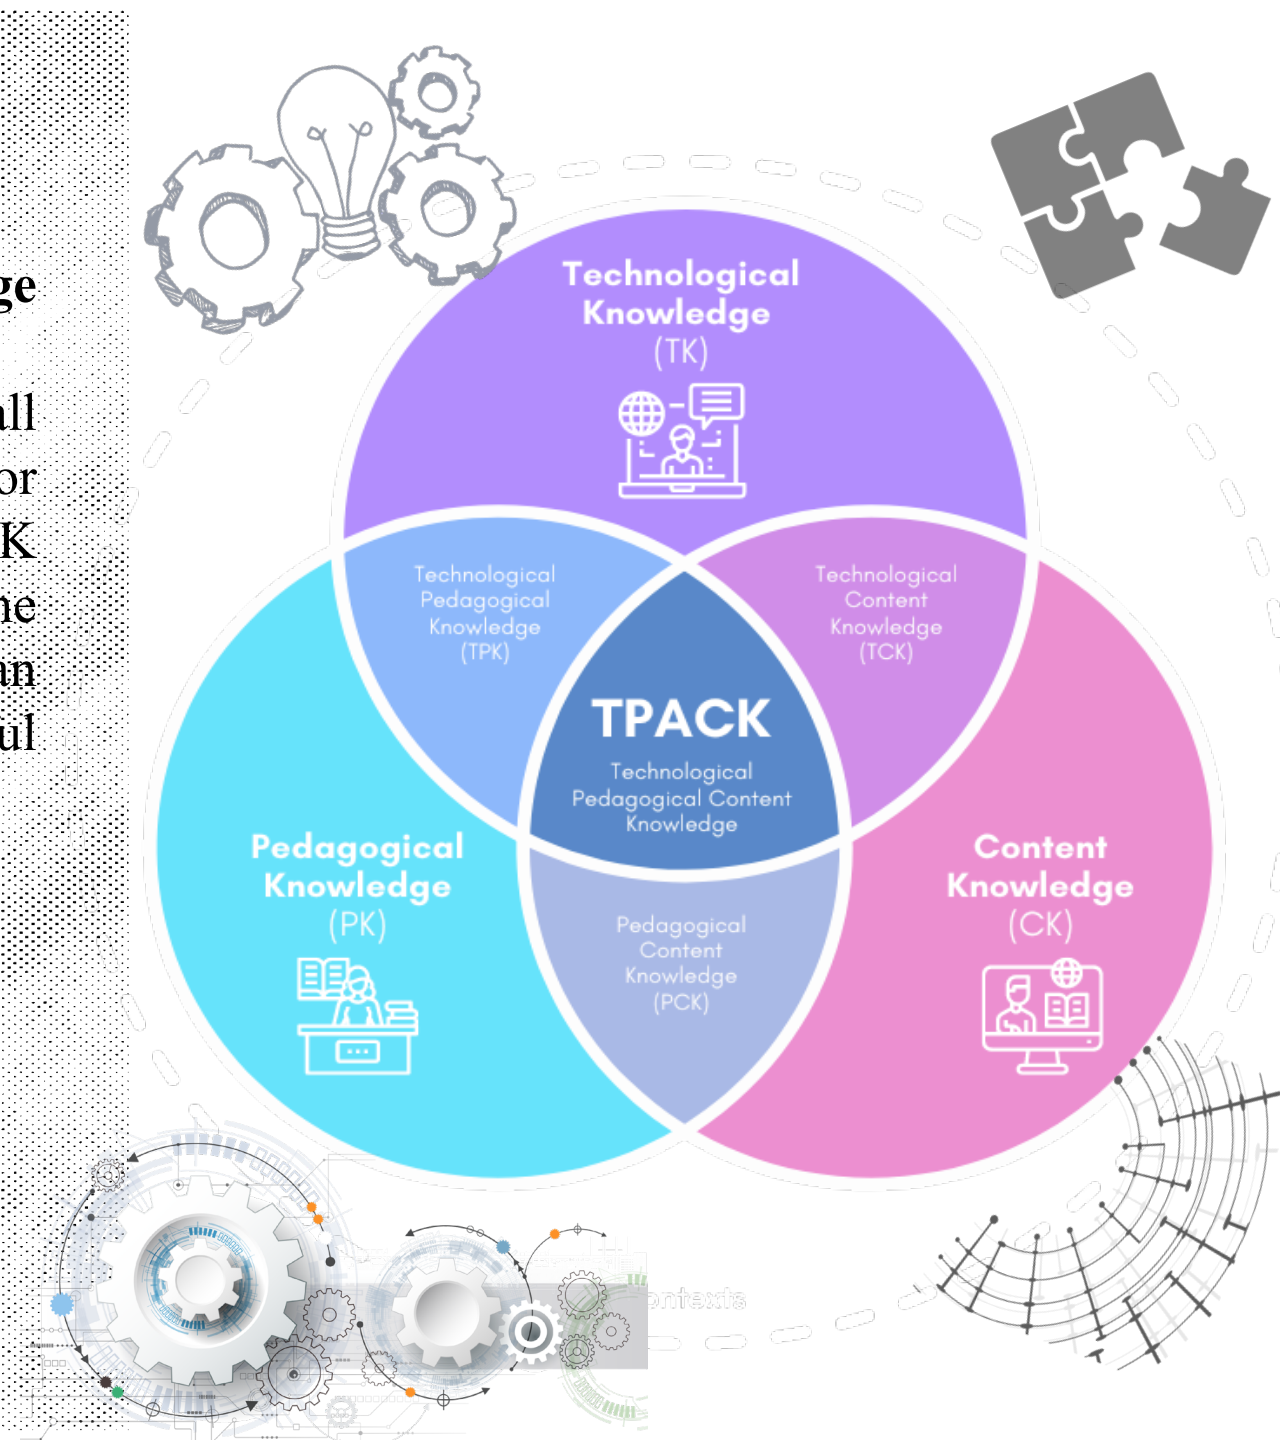 ge
all
or
K
ne
an
ul
Technological
Knowledge
(TK)
Technological
Pedagogical
Knowledge
(TPK)
Technological
Content
Knowledge
(TCK)
TPACK
Technological
Pedagogical Content
Knowledge
Pedagogical
Knowledge
(PK)
Content
Knowledge
(CK)
Pedagogical
Content
Knowledge
(PCK)
ontexts